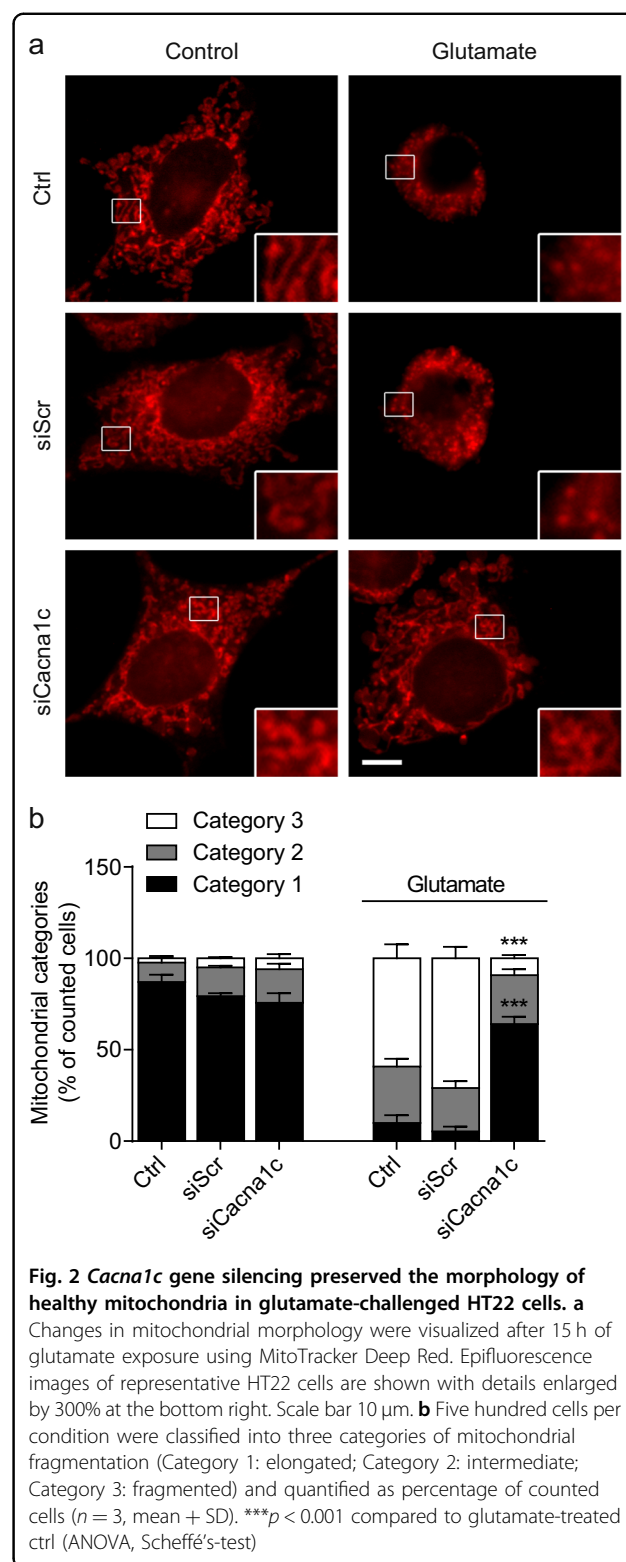 a
Control Glutamate
Ctrl
siScr
siCacna1c
b
Category 3
Category 2
Category 1
Glutamate
Mitochondrial categories
(% of counted cells)
150
100
50
0
***
***
Ctrl
siScr
siCacna1c
Ctrl
siScr
siCacna1c
Fig. 2 Cacna1c gene silencing preserved the morphology of
healthy mitochondria in glutamate-challenged HT22 cells. a
Changes in mitochondrial morphology were visualized after 15 h of
glutamate exposure using MitoTracker Deep Red. Epifluorescence
images of representative HT22 cells are shown with details enlarged
by 300% at the bottom right. Scale bar 10 µm. b Five hundred cells per
condition were classified into three categories of mitochondrial
fragmentation (Category 1: elongated; Category 2: intermediate;
Category 3: fragmented) and quantified as percentage of counted
cells (n = 3, mean + SD). ***p < 0.001 compared to glutamate-treated
ctrl (ANOVA, Scheffé's-test)